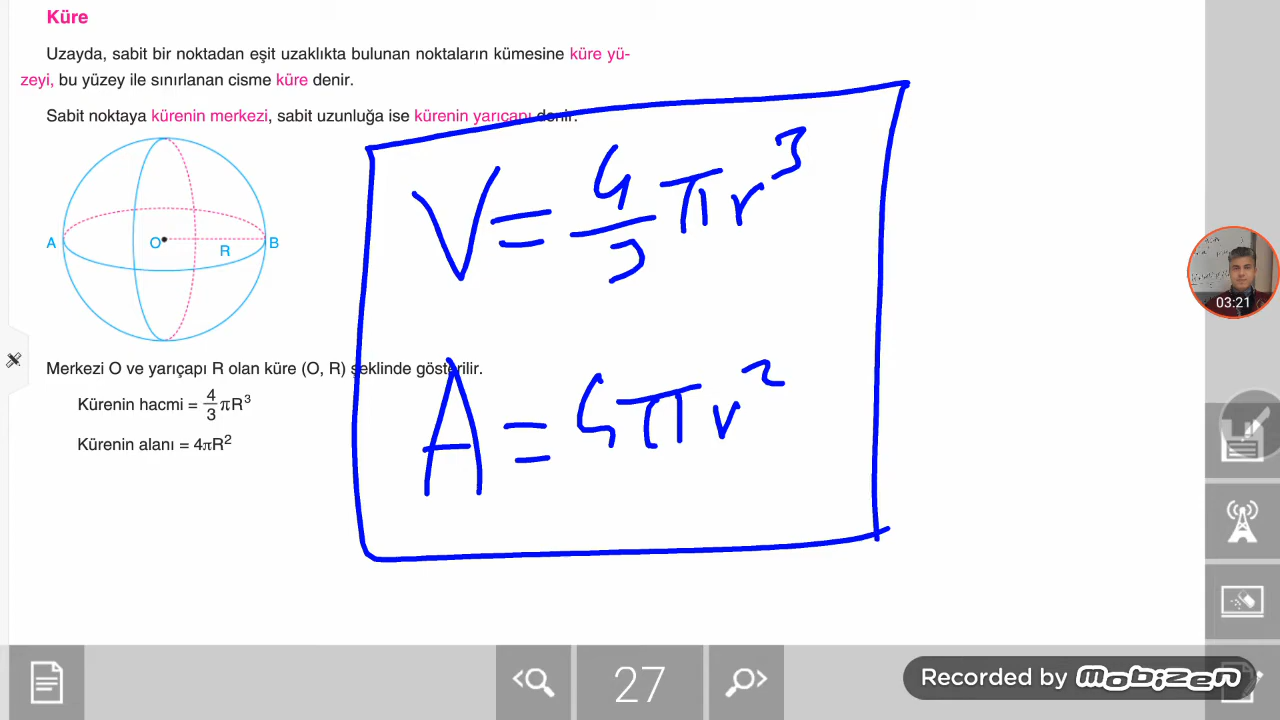 Küre
Uzayda, sabit bir noktadan eşit uzaklıkta bulunan noktaların kümesine küre yü-
zeyi, bu yüzey ile sınırlanan cisme küre denir.
Sabit noktaya kürenin merkezi, sabit uzunluğa ise kürenin yarıçapı denir.
A O R B
V = 4/3 πr³
Merkezi O ve yarıçapı R olan küre (O, R) şeklinde gösterilir.
Kürenin hacmi = 4/3 πR³
Kürenin alanı = 4πR²
A = 4πr²
03:21
27
Recorded by mobizen